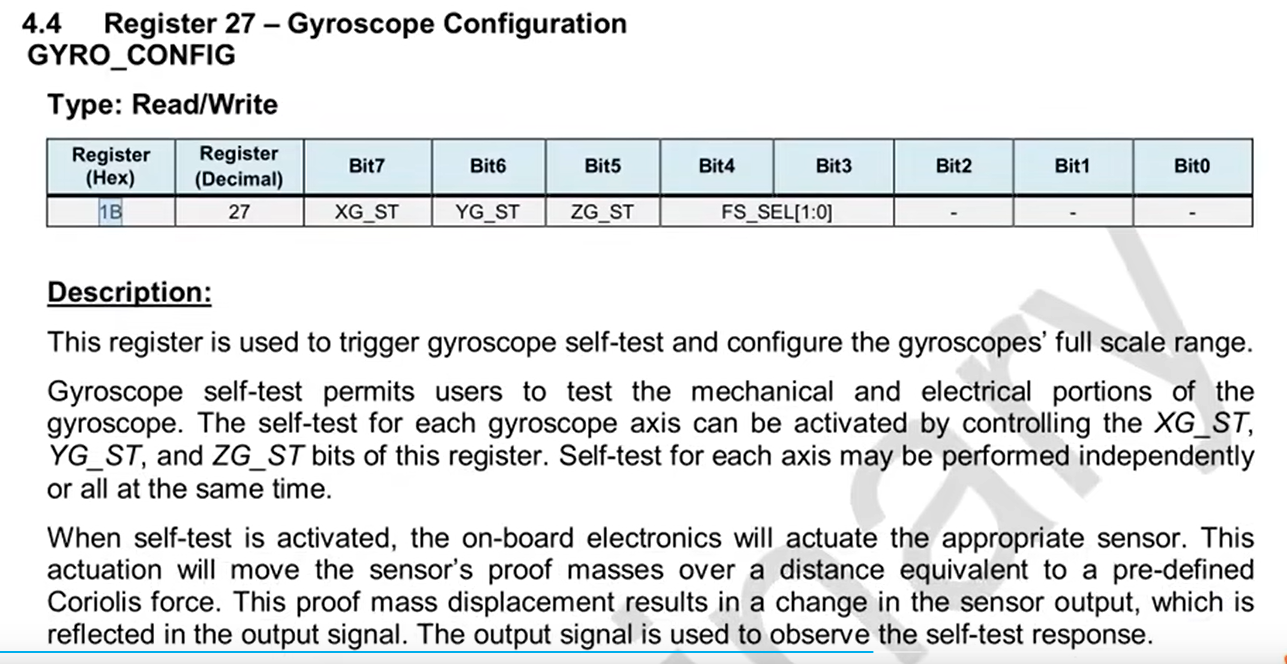 4.4 Register 27 – Gyroscope Configuration
GYRO_CONFIG
Type: Read/Write
Register (Hex) Register (Decimal) Bit7 Bit6 Bit5 Bit4 Bit3 Bit2 Bit1 Bit0
1B 27 XG_ST YG_ST ZG_ST FS_SEL[1:0] - - -
Description:
This register is used to trigger gyroscope self-test and configure the gyroscopes’ full scale range.
Gyroscope self-test permits users to test the mechanical and electrical portions of the
gyroscope. The self-test for each gyroscope axis can be activated by controlling the XG_ST,
YG_ST, and ZG_ST bits of this register. Self-test for each axis may be performed independently
or all at the same time.
When self-test is activated, the on-board electronics will actuate the appropriate sensor. This
actuation will move the sensor’s proof masses over a distance equivalent to a pre-defined
Coriolis force. This proof mass displacement results in a change in the sensor output, which is
reflected in the output signal. The output signal is used to observe the self-test response.
inary